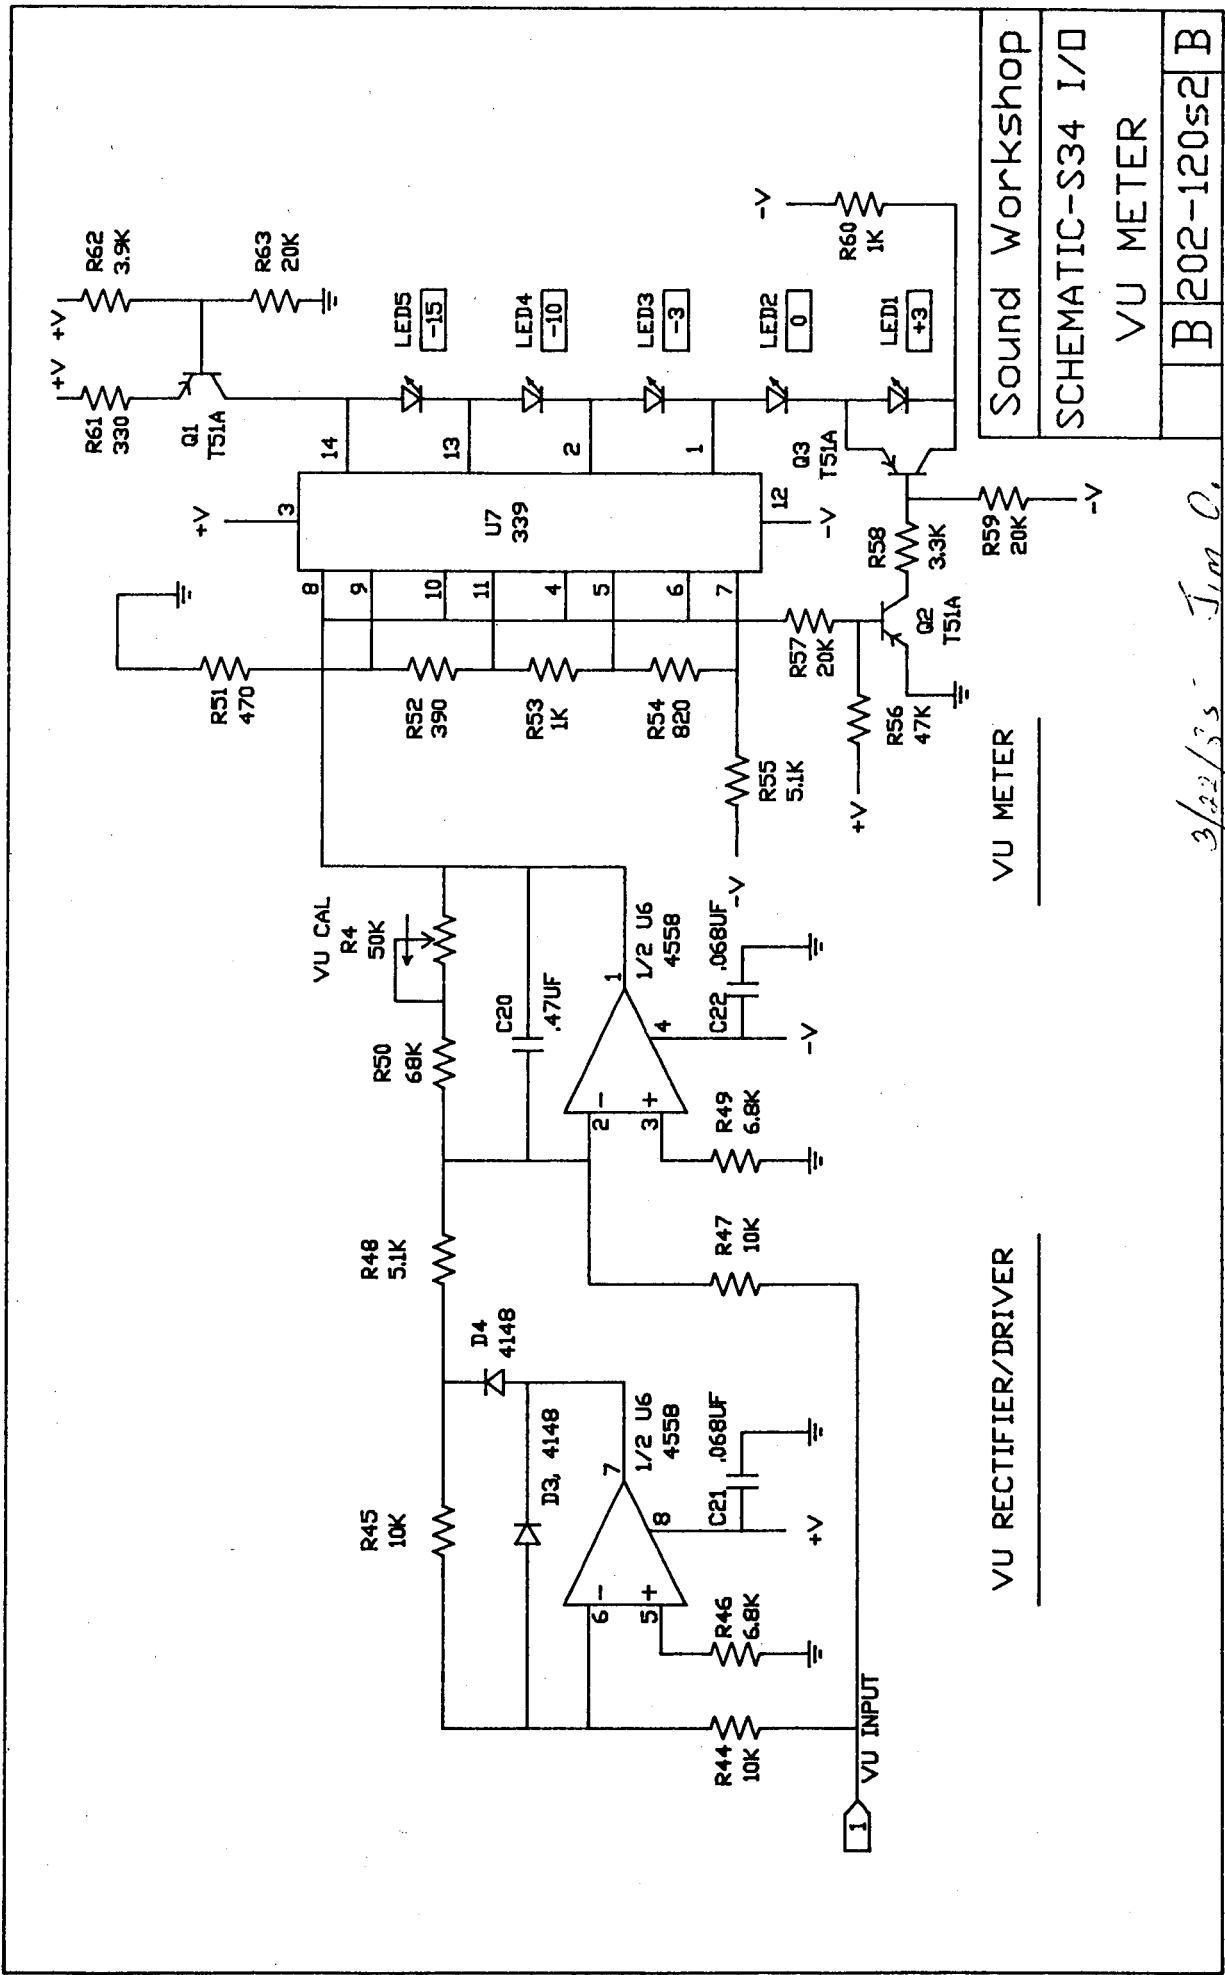 VU INPUT
1
R44
10K
R45
10K
D3, 4148
D4
4148
6
-
5
+
7
8
1/2 U6
4558
R46
6.8K
C21
.068UF
+V
R48
5.1K
R47
10K
R50
68K
VU CAL
R4
50K
C20
.47UF
2
-
3
+
1
4
1/2 U6
4558
R49
6.8K
C22
.068UF
-V
R51
470
R52
390
R53
1K
R54
820
R55
5.1K
-V
R56
47K
+V
R57
20K
Q2
T51A
R58
3.3K
R59
20K
-V
Q3
T51A
+V
3
8
9
10
11
4
5
6
7
U7
339
12
-V
14
13
2
1
+V
+V
R61
330
R62
3.9K
Q1
T51A
R63
20K
LED5
-15
LED4
-10
LED3
-3
LED2
0
LED1
+3
-V
R60
1K
VU RECTIFIER/DRIVER
VU METER
Sound Workshop
SCHEMATIC-S34 I/O
VU METER
B 202-120s2 B
Jim O.